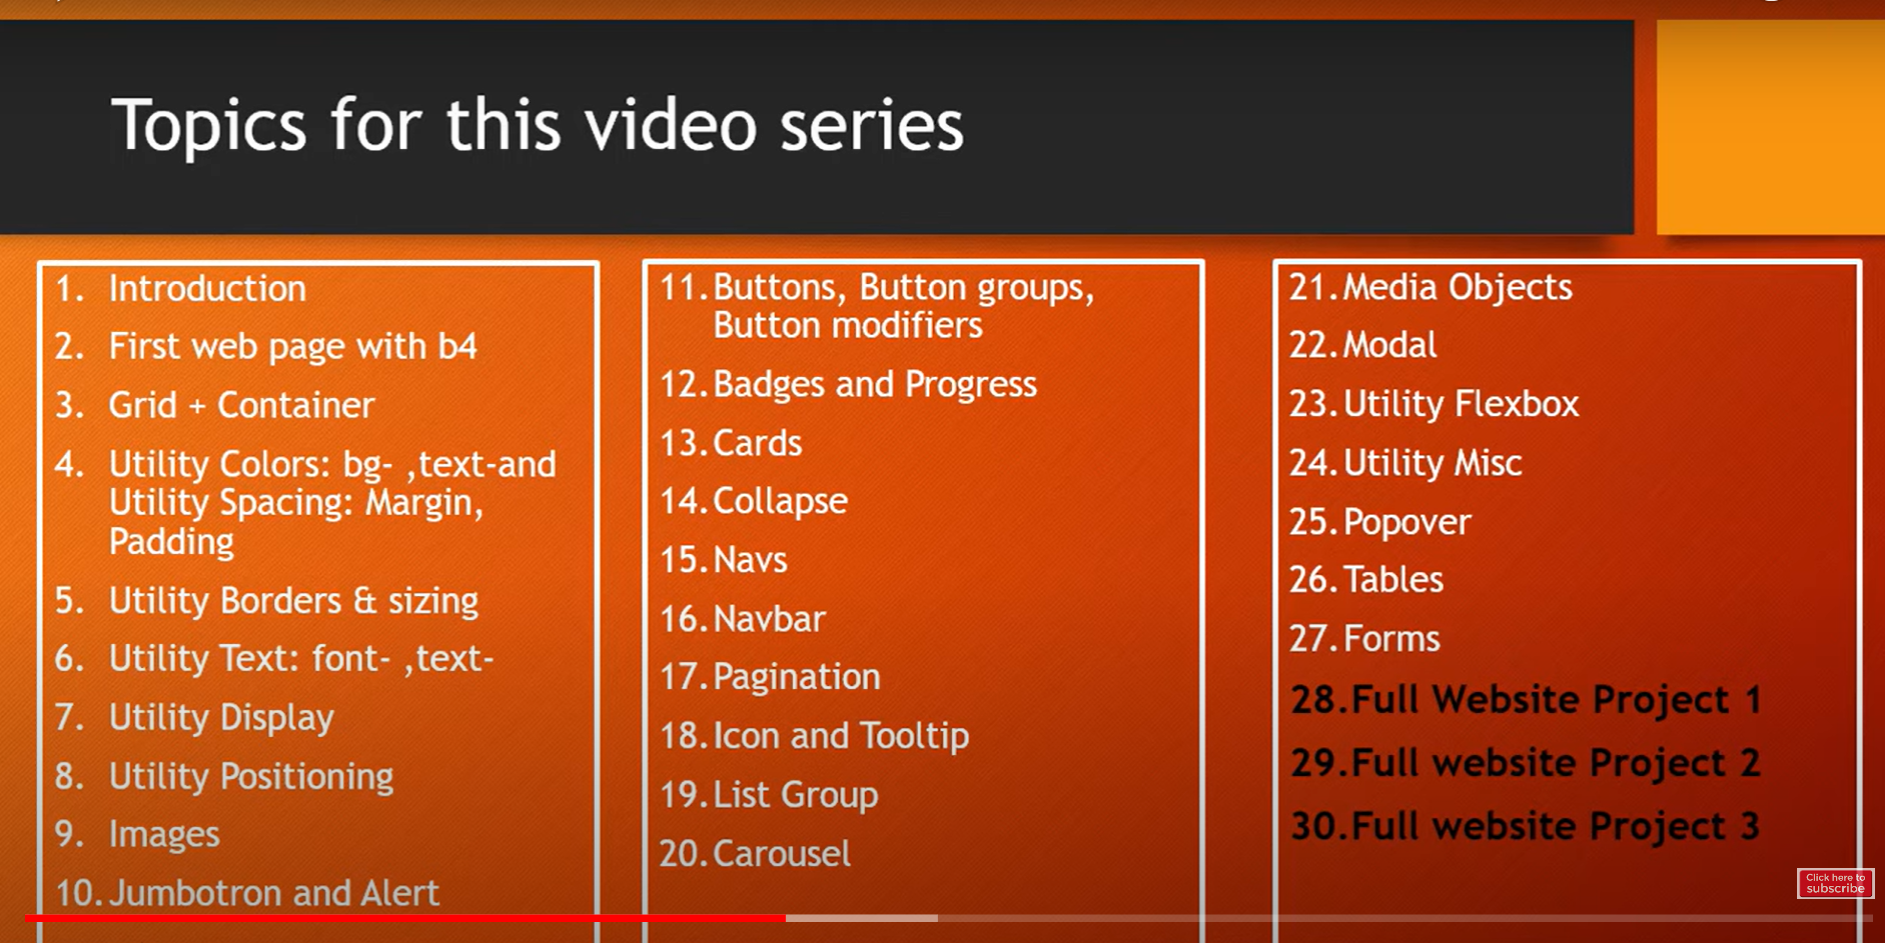 Topics for this video series
1. Introduction
2. First web page with b4
3. Grid + Container
4. Utility Colors: bg- ,text-and
Utility Spacing: Margin,
Padding
5. Utility Borders & sizing
6. Utility Text: font- ,text-
7. Utility Display
8. Utility Positioning
9. Images
10. Jumbotron and Alert
11. Buttons, Button groups,
Button modifiers
12. Badges and Progress
13. Cards
14. Collapse
15. Navs
16. Navbar
17. Pagination
18. Icon and Tooltip
19. List Group
20. Carousel
21. Media Objects
22. Modal
23. Utility Flexbox
24. Utility Misc
25. Popover
26. Tables
27. Forms
28. Full Website Project 1
29. Full website Project 2
30. Full website Project 3
Click here to
subscribe